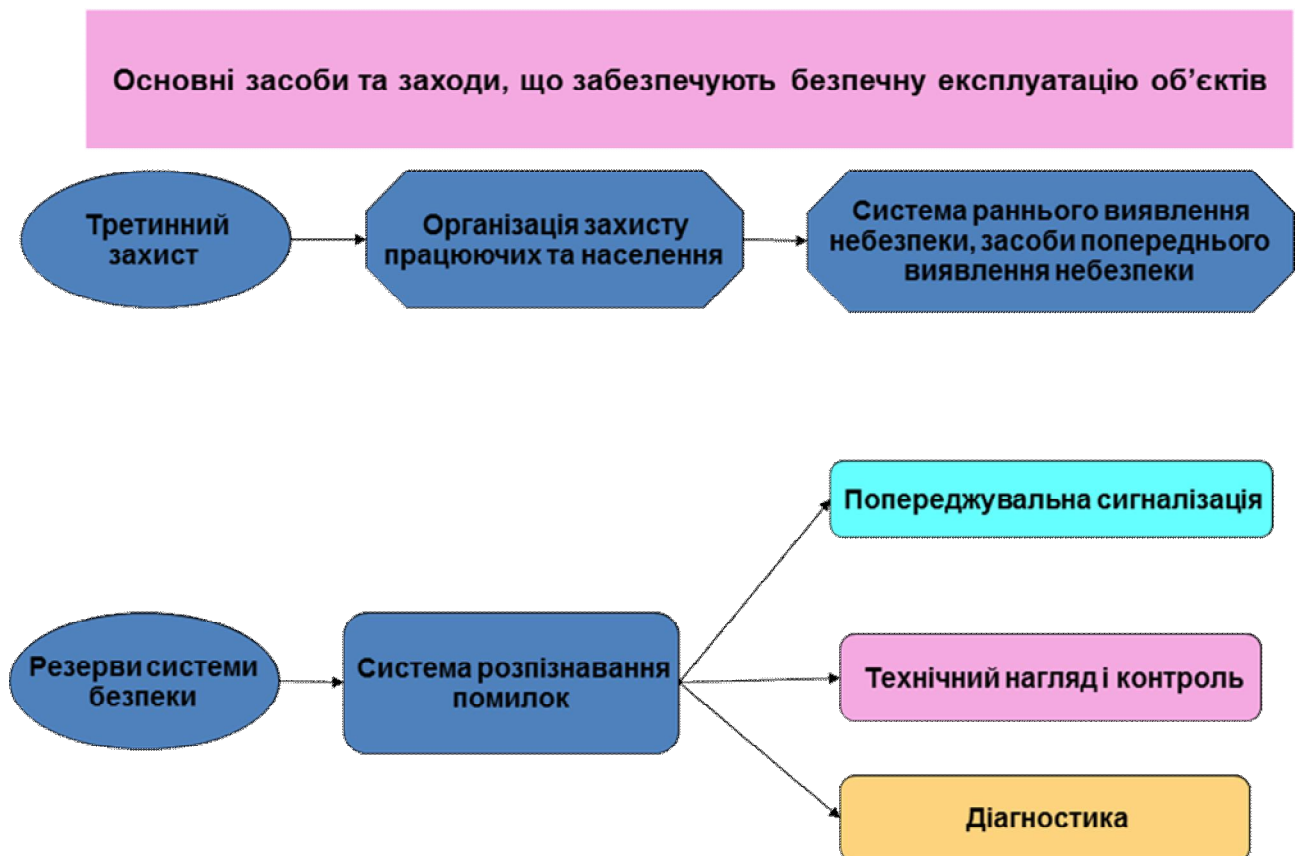 Основні засоби та заходи, що забезпечують безпечну експлуатацію об’єктів
Третинний
захист
Організація захисту
працюючих та населення
Система раннього виявлення
небезпеки, засоби попереднього
виявлення небезпеки
Попереджувальна сигналізація
Резерви системи
безпеки
Система розпізнавання
помилок
Технічний нагляд і контроль
Діагностика